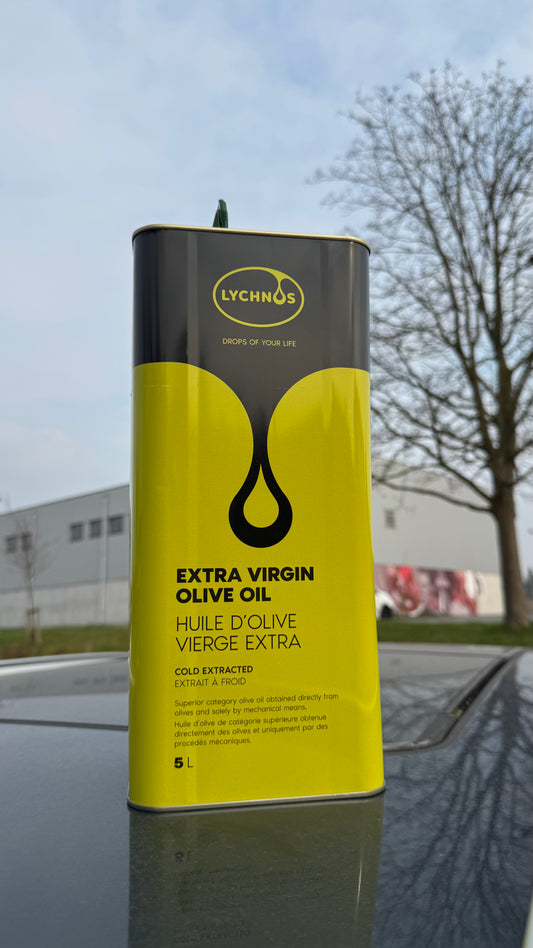 LYCHNOS
DROPS OF YOUR LIFE
EXTRA VIRGIN
OLIVE OIL
HUILE D'OLIVE
VIERGE EXTRA
COLD EXTRACTED
EXTRAIT À FROID
Superior category olive oil obtained directly from
olives and solely by mechanical means.
Huile d'olive de catégorie supérieure obtenue
directement des olives et uniquement par des
procédés mécaniques.
5 L